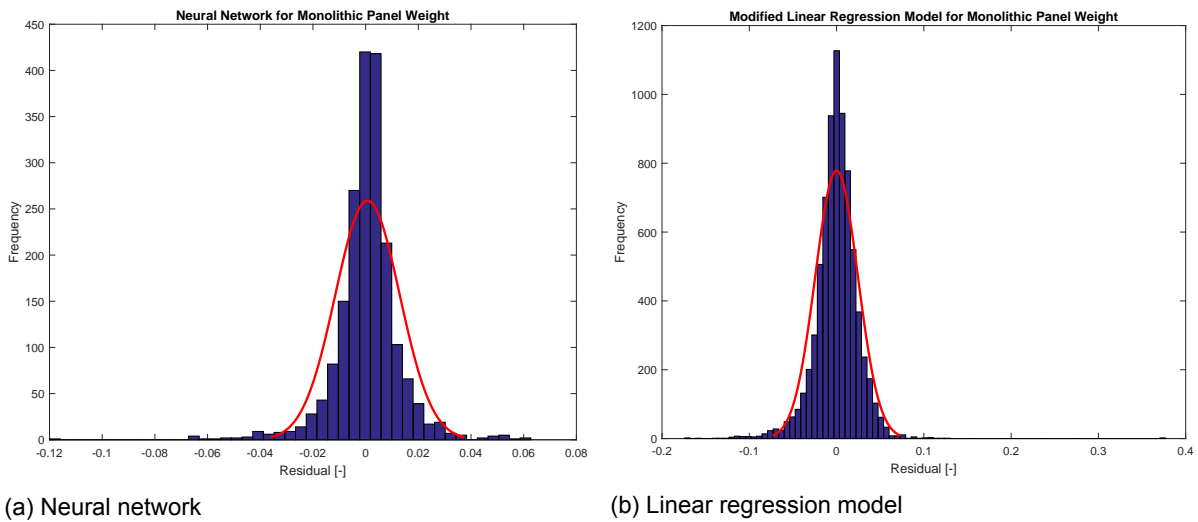 Neural Network for Monolithic Panel Weight
450
400
350
300
250
200
150
100
50
0
Frequency
-0.12 -0.1 -0.08 -0.06 -0.04 -0.02 0 0.02 0.04 0.06 0.08
Residual [-]
(a) Neural network
Modified Linear Regression Model for Monolithic Panel Weight
1200
1000
800
600
400
200
0
Frequency
-0.2 -0.1 0 0.1 0.2 0.3 0.4
Residual [-]
(b) Linear regression model